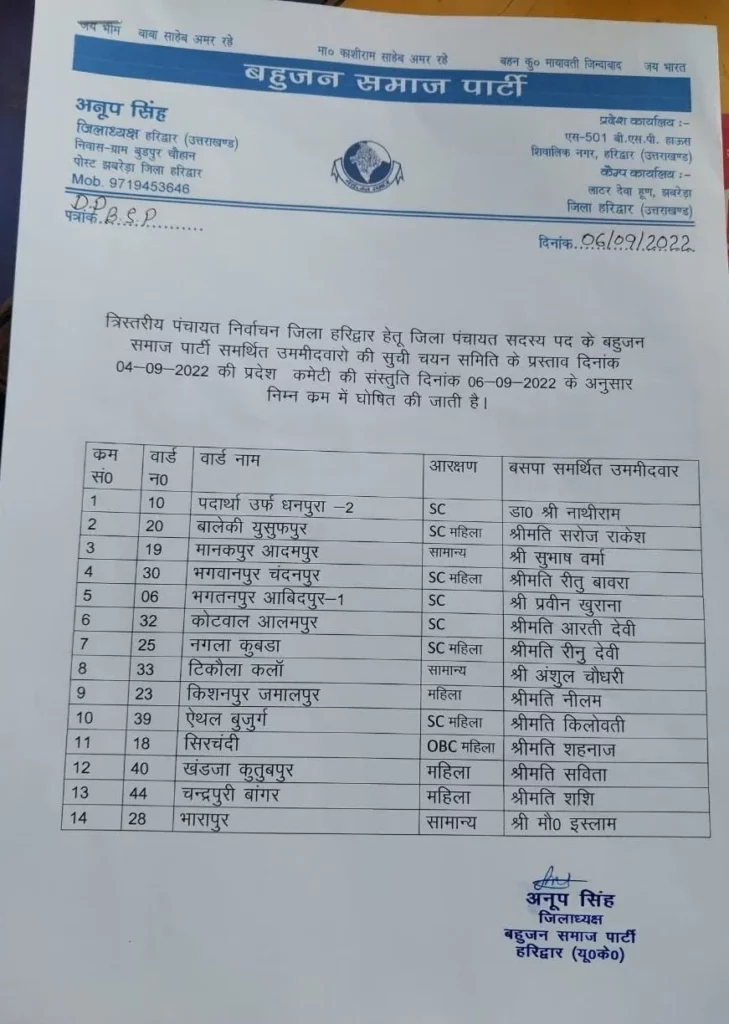 जय भीम बाबा साहेब अमर रहे मा० काशीराम साहेब अमर रहे बहन कु० मायावती जिन्दाबाद जय भारत
बहुजन समाज पार्टी
अनूप सिंह
जिलाध्यक्ष हरिद्वार (उत्तराखण्ड)
निवास-ग्राम बुडपुर चौहान
पोस्ट झबरेड़ा जिला हरिद्वार
Mob. 9719453646
प्रदेश कार्यालय :-
एस-501 बी.एस.पी. हाऊस
शिवालिक नगर, हरिद्वार (उत्तराखण्ड)
कैम्प कार्यालय :-
लाटर देवा हूण, झबरेड़ा
जिला हरिद्वार (उत्तराखण्ड)
D.P
पत्रांक. B.S.P...........
दिनांक...06/09/2022
त्रिस्तरीय पंचायत निर्वाचन जिला हरिद्वार हेतू जिला पंचायत सदस्य पद के बहुजन
समाज पार्टी समर्थित उममीदवारो की सुची चयन समिति के प्रस्ताव दिनांक
04–09–2022 की प्रदेश कमेटी की संस्तुति दिनांक 06–09–2022 के अनुसार
निम्न कम में घोषित की जाती है।
कम सं0 वार्ड न0 वार्ड नाम आरक्षण बसपा समर्थित उममीदवार
1 10 पदार्था उर्फ धनपुरा –2 SC डा0 श्री नाथीराम
2 20 बालेकी युसुफपुर SC महिला श्रीमति सरोज राकेश
3 19 मानकपुर आदमपुर सामान्य श्री सुभाष वर्मा
4 30 भगवानपुर चंदनपुर SC महिला श्रीमति रीतु बावरा
5 06 भगतनपुर आबिदपुर–1 SC श्री प्रवीन खुराना
6 32 कोटवाल आलमपुर SC श्रीमति आरती देवी
7 25 नगला कुबडा SC महिला श्रीमति रीनु देवी
8 33 टिकौला कलॉ सामान्य श्री अंशुल चौधरी
9 23 किशनपुर जमालपुर महिला श्रीमति नीलम
10 39 ऐथल बुजुर्ग SC महिला श्रीमति किलोवती
11 18 सिरचंदी OBC महिला श्रीमति शहनाज
12 40 खंडजा कुतुबपुर महिला श्रीमति सविता
13 44 चन्द्रपुरी बांगर महिला श्रीमति शशि
14 28 भारापुर सामान्य श्री मौ0 इस्लाम
अनूप सिंह
जिलाध्यक्ष
बहुजन समाज पार्टी
हरिद्वार (यू0के0)